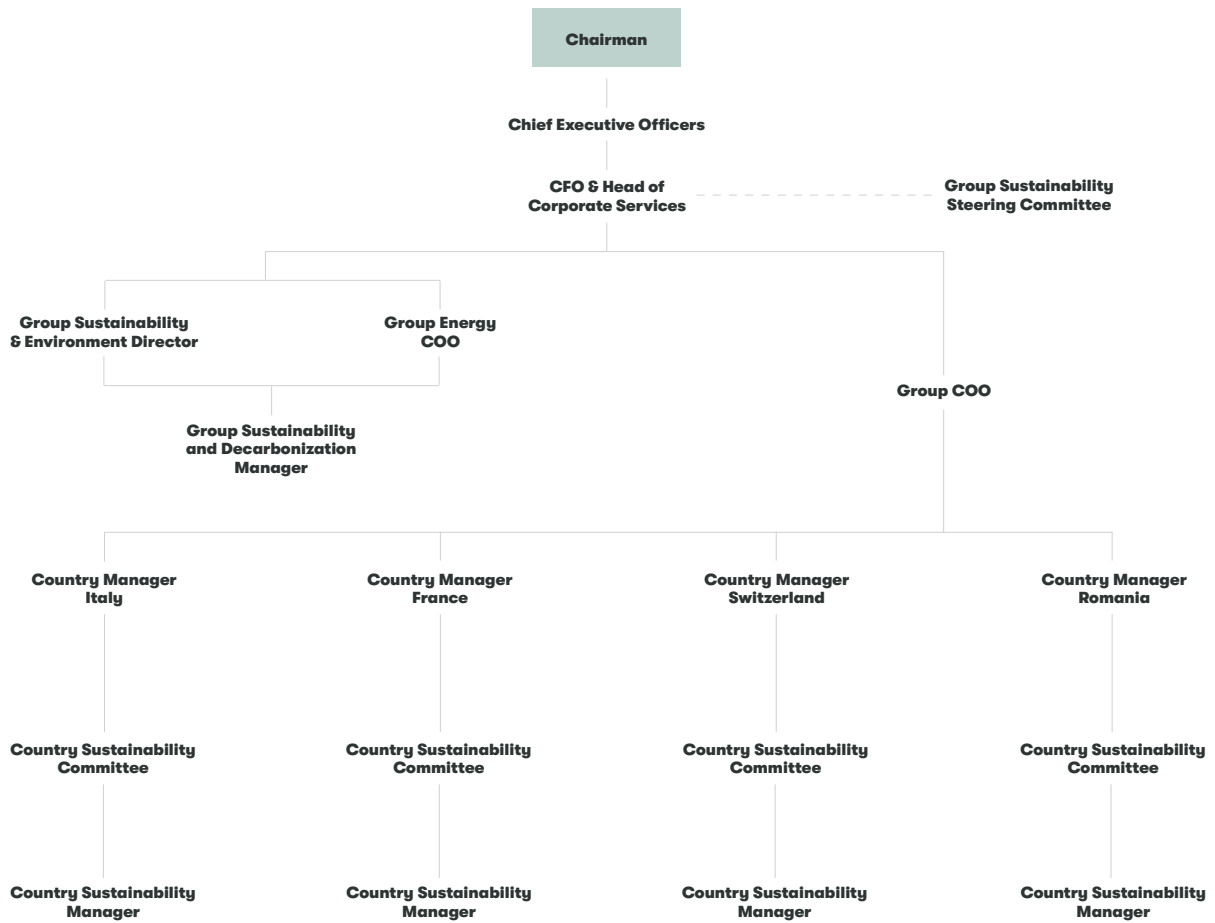 Chairman
Chief Executive Officers
CFO & Head of
Corporate Services
Group Sustainability
Steering Committee
Group Sustainability
& Environment Director
Group Energy
COO
Group COO
Group Sustainability
and Decarbonization
Manager
Country Manager
Italy
Country Manager
France
Country Manager
Switzerland
Country Manager
Romania
Country Sustainability
Committee
Country Sustainability
Committee
Country Sustainability
Committee
Country Sustainability
Committee
Country Sustainability
Manager
Country Sustainability
Manager
Country Sustainability
Manager
Country Sustainability
Manager